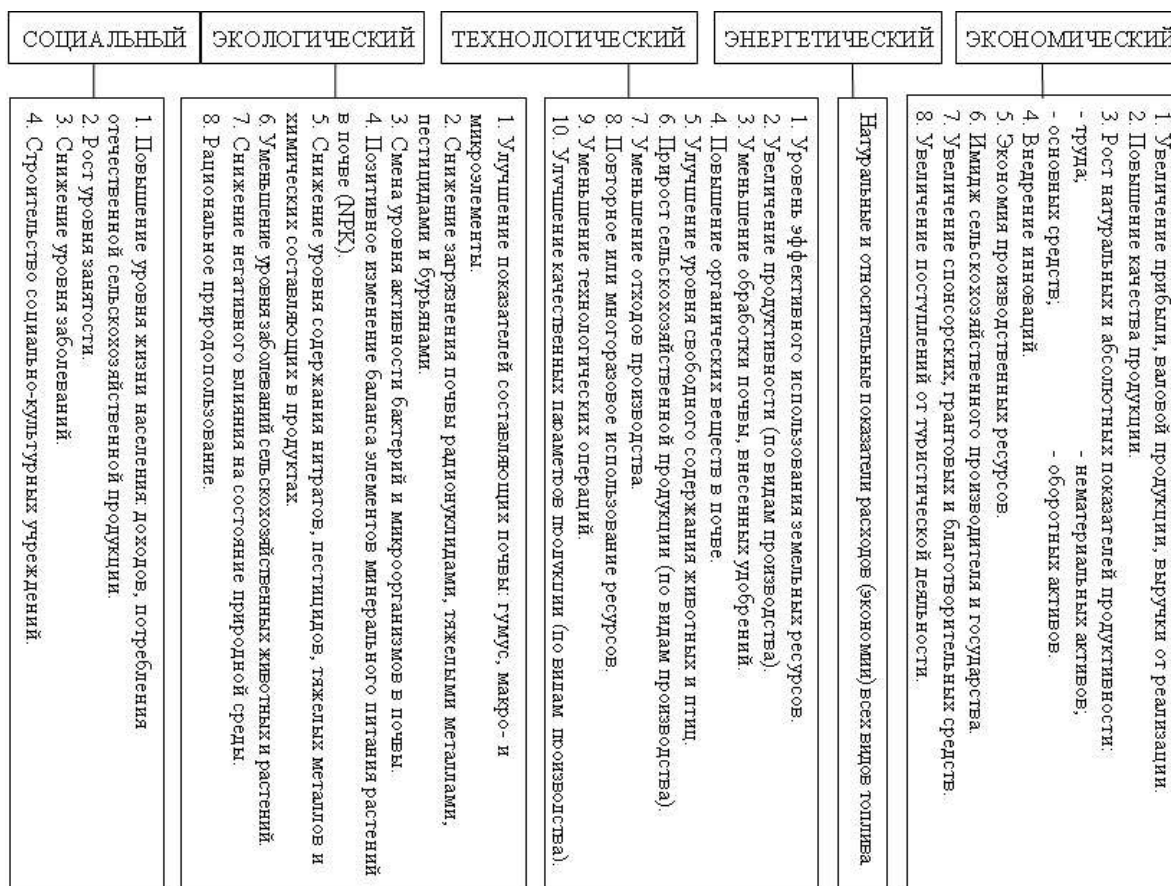 СОЦИАЛЬНЫЙ
ЭКОЛОГИЧЕСКИЙ
ТЕХНОЛОГИЧЕСКИЙ
ЭНЕРГЕТИЧЕСКИЙ
ЭКОНОМИЧЕСКИЙ
1. Повышение уровня жизни населения: доходов, потребления
отечественной сельскохозяйственной продукции.
2. Рост уровня занятости.
3. Снижение уровня заболеваний.
4. Строительство социально-культурных учреждений.
1. Улучшение показателей составляющих почвы: гумус, макро- и
микроэлементы.
2. Снижение загрязнения почвы радионуклидами, тяжелыми металлами,
пестицидами и бурьянами.
3. Смена уровня активности бактерий и микроорганизмов в почвы.
4. Позитивное изменение баланса элементов минерального питания растений
в почве (NPK).
5. Снижение уровня содержания нитратов, пестицидов, тяжелых металлов и
химических составляющих в продуктах.
6. Уменьшение уровня заболеваний сельскохозяйственных животных и растений.
7. Снижение негативного влияния на состояние природной среды.
8. Рациональное природопользование.
1. Уровень эффективного использования земельных ресурсов.
2. Увеличение продуктивности (по видам производства).
3. Уменьшение обработки почвы, внесенных удобрений.
4. Повышение органических веществ в почве.
5. Улучшение уровня свободного содержания животных и птиц.
6. Прирост сельскохозяйственной продукции (по видам производства).
7. Уменьшение отходов производства.
8. Повторное или многоразовое использование ресурсов.
9. Уменьшение технологических операций.
10. Улучшение качественных параметров продукции (по видам производства).
Натуральные и относительные показатели расходов (экономии) всех видов топлива
1. Увеличение прибыли, валовой продукции, выручки от реализации.
2. Повышение качества продукции.
3. Рост натуральных и абсолютных показателей продуктивности:
- труда; - нематериальных активов;
- основных средств; - оборотных активов.
4. Внедрение инноваций.
5. Экономия производственных ресурсов.
6. Имидж сельскохозяйственного производителя и государства.
7. Увеличение спонсорских, грантовых и благотворительных средств.
8. Увеличение поступлений от туристической деяльности.